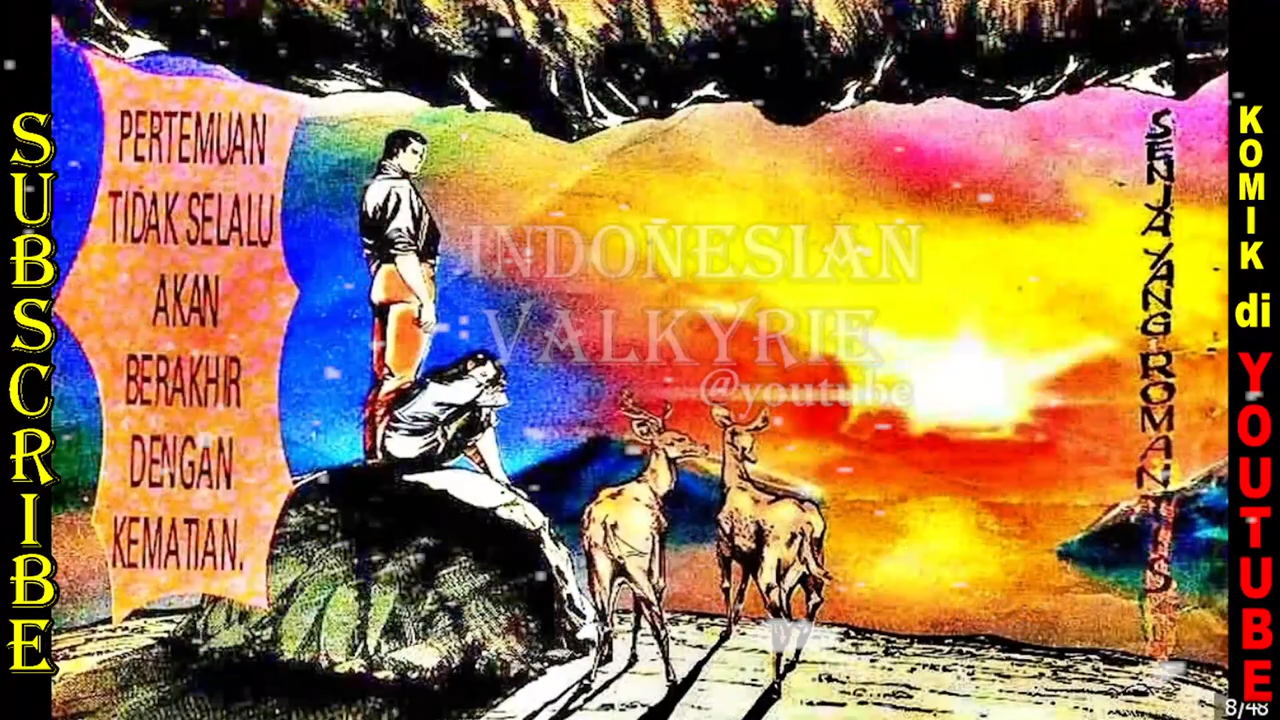 SUBSCRIBE
PERTEMUAN
TIDAK SELALU
AKAN
BERAKHIR
DENGAN
KEMATIAN.
INDONESIAN
VALKYRIE
@youtube
SENJA YANG ROMANTIS
KOMIK di YOUTUBE
8/48